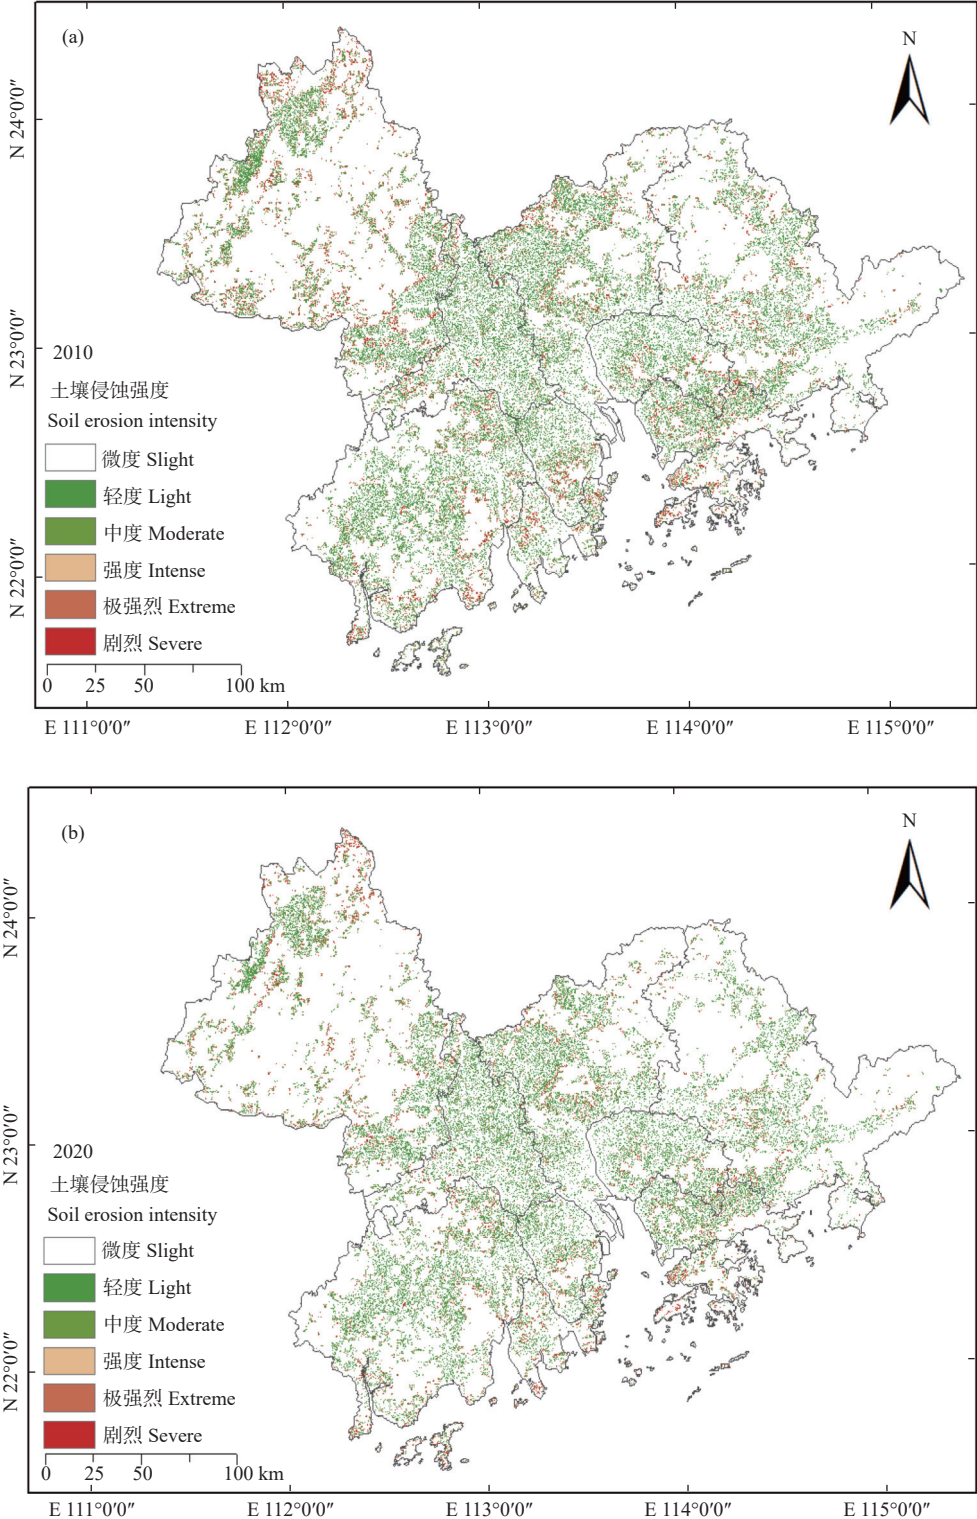 (a)
N
N 24°0′0″
N 23°0′0″
N 22°0′0″
2010
土壤侵蚀强度
Soil erosion intensity
微度 Slight
轻度 Light
中度 Moderate
强度 Intense
极强烈 Extreme
剧烈 Severe
0 25 50 100 km
E 111°0′0″ E 112°0′0″ E 113°0′0″ E 114°0′0″ E 115°0′0″
(b)
N
N 24°0′0″
N 23°0′0″
N 22°0′0″
2020
土壤侵蚀强度
Soil erosion intensity
微度 Slight
轻度 Light
中度 Moderate
强度 Intense
极强烈 Extreme
剧烈 Severe
0 25 50 100 km
E 111°0′0″ E 112°0′0″ E 113°0′0″ E 114°0′0″ E 115°0′0″